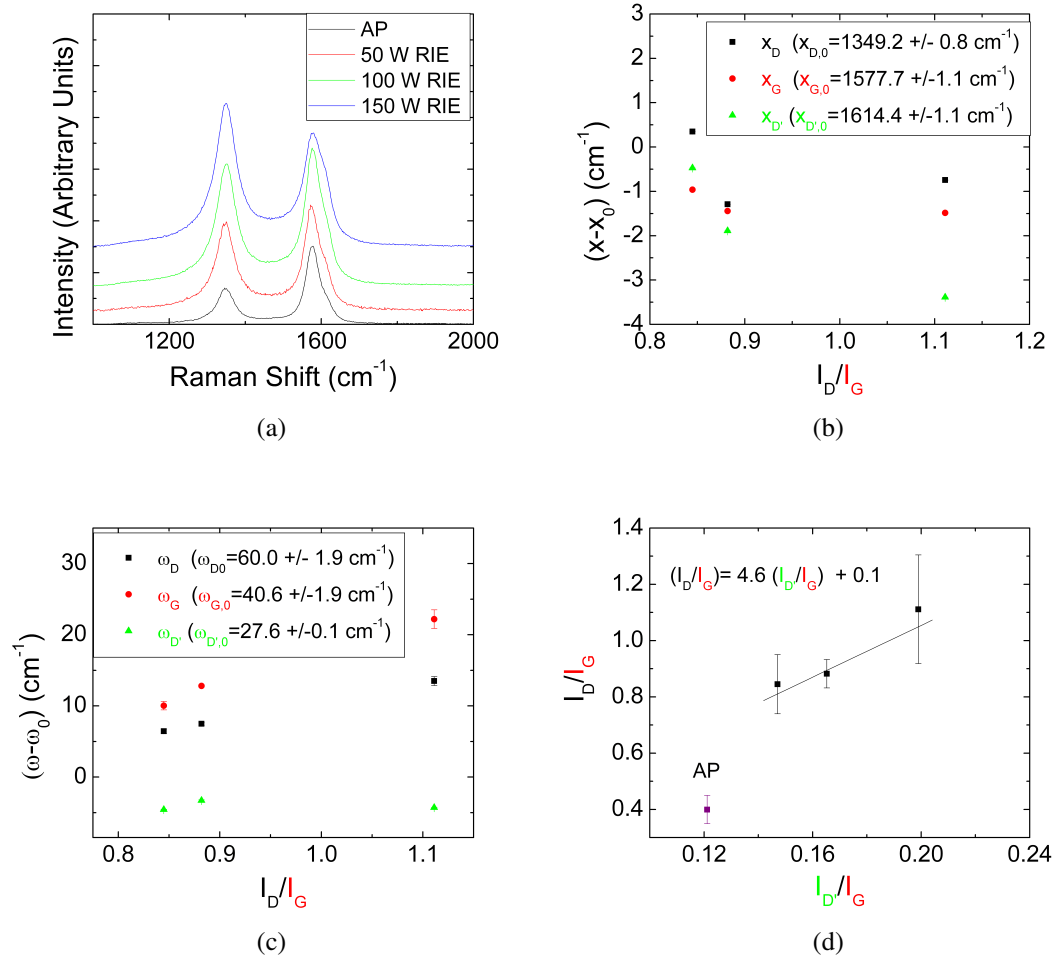 AP
50 W RIE
100 W RIE
150 W RIE
Intensity (Arbitrary Units)
1200
1600
2000
Raman Shift (cm⁻¹)
(a)
3
2
1
0
-1
-2
-3
-4
x_D (x_D,0=1349.2 +/- 0.8 cm⁻¹)
x_G (x_G,0=1577.7 +/-1.1 cm⁻¹)
x_D' (x_D',0=1614.4 +/-1.1 cm⁻¹)
(x-x₀) (cm⁻¹)
0.8
0.9
1.0
1.1
1.2
I_D/I_G
(b)
30
20
10
0
ω_D (ω_D0=60.0 +/- 1.9 cm⁻¹)
ω_G (ω_G,0=40.6 +/-1.9 cm⁻¹)
ω_D' (ω_D',0=27.6 +/-0.1 cm⁻¹)
(ω-ω₀) (cm⁻¹)
0.8
0.9
1.0
1.1
I_D/I_G
(c)
1.4
1.2
1.0
0.8
0.6
0.4
(I_D/I_G)= 4.6 (I_D'/I_G) + 0.1
I_D/I_G
AP
0.12
0.16
0.20
0.24
I_D'/I_G
(d)